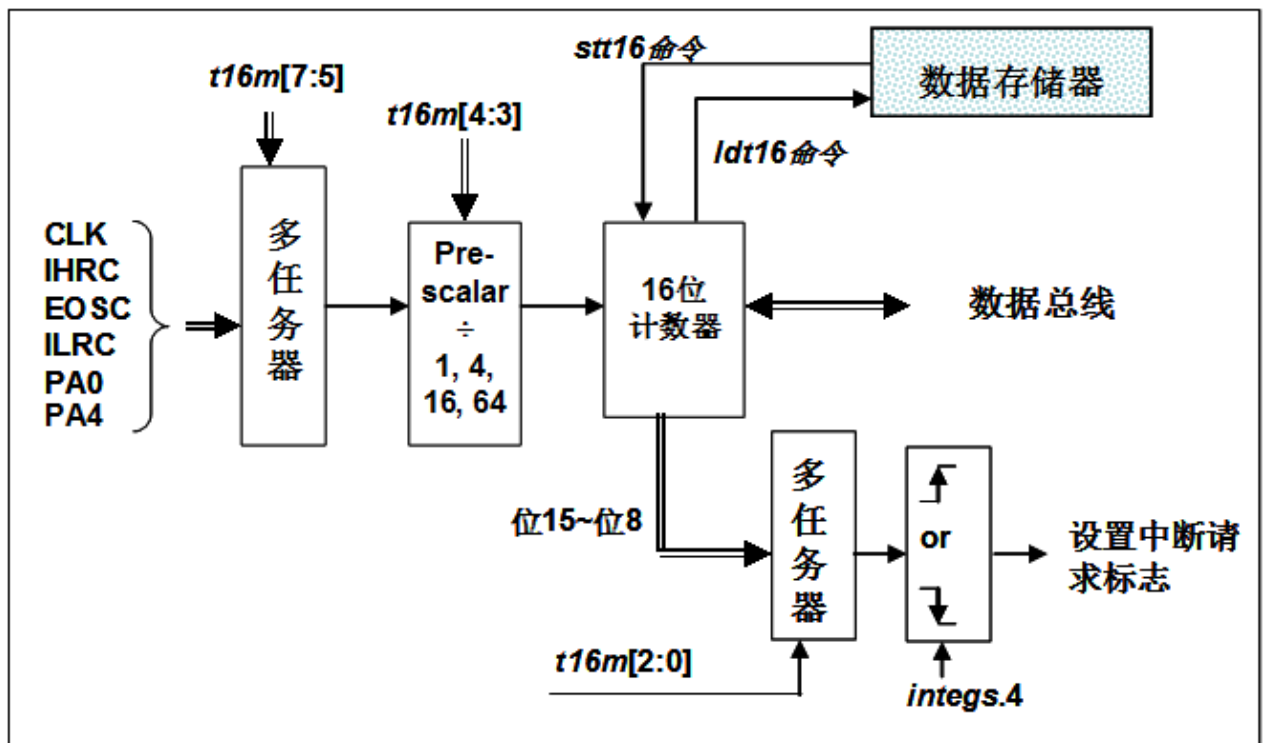 stt16命令
数据存储器
t16m[7:5]
t16m[4:3]
ldt16命令
CLK
IHRC
EOSC
ILRC
PA0
PA4
多
任
务
器
Pre-
scalar
÷
1, 4,
16, 64
16位
计数器
数据总线
位15~位8
多
任
务
器
or
设置中断请
求标志
t16m[2:0]
integs.4